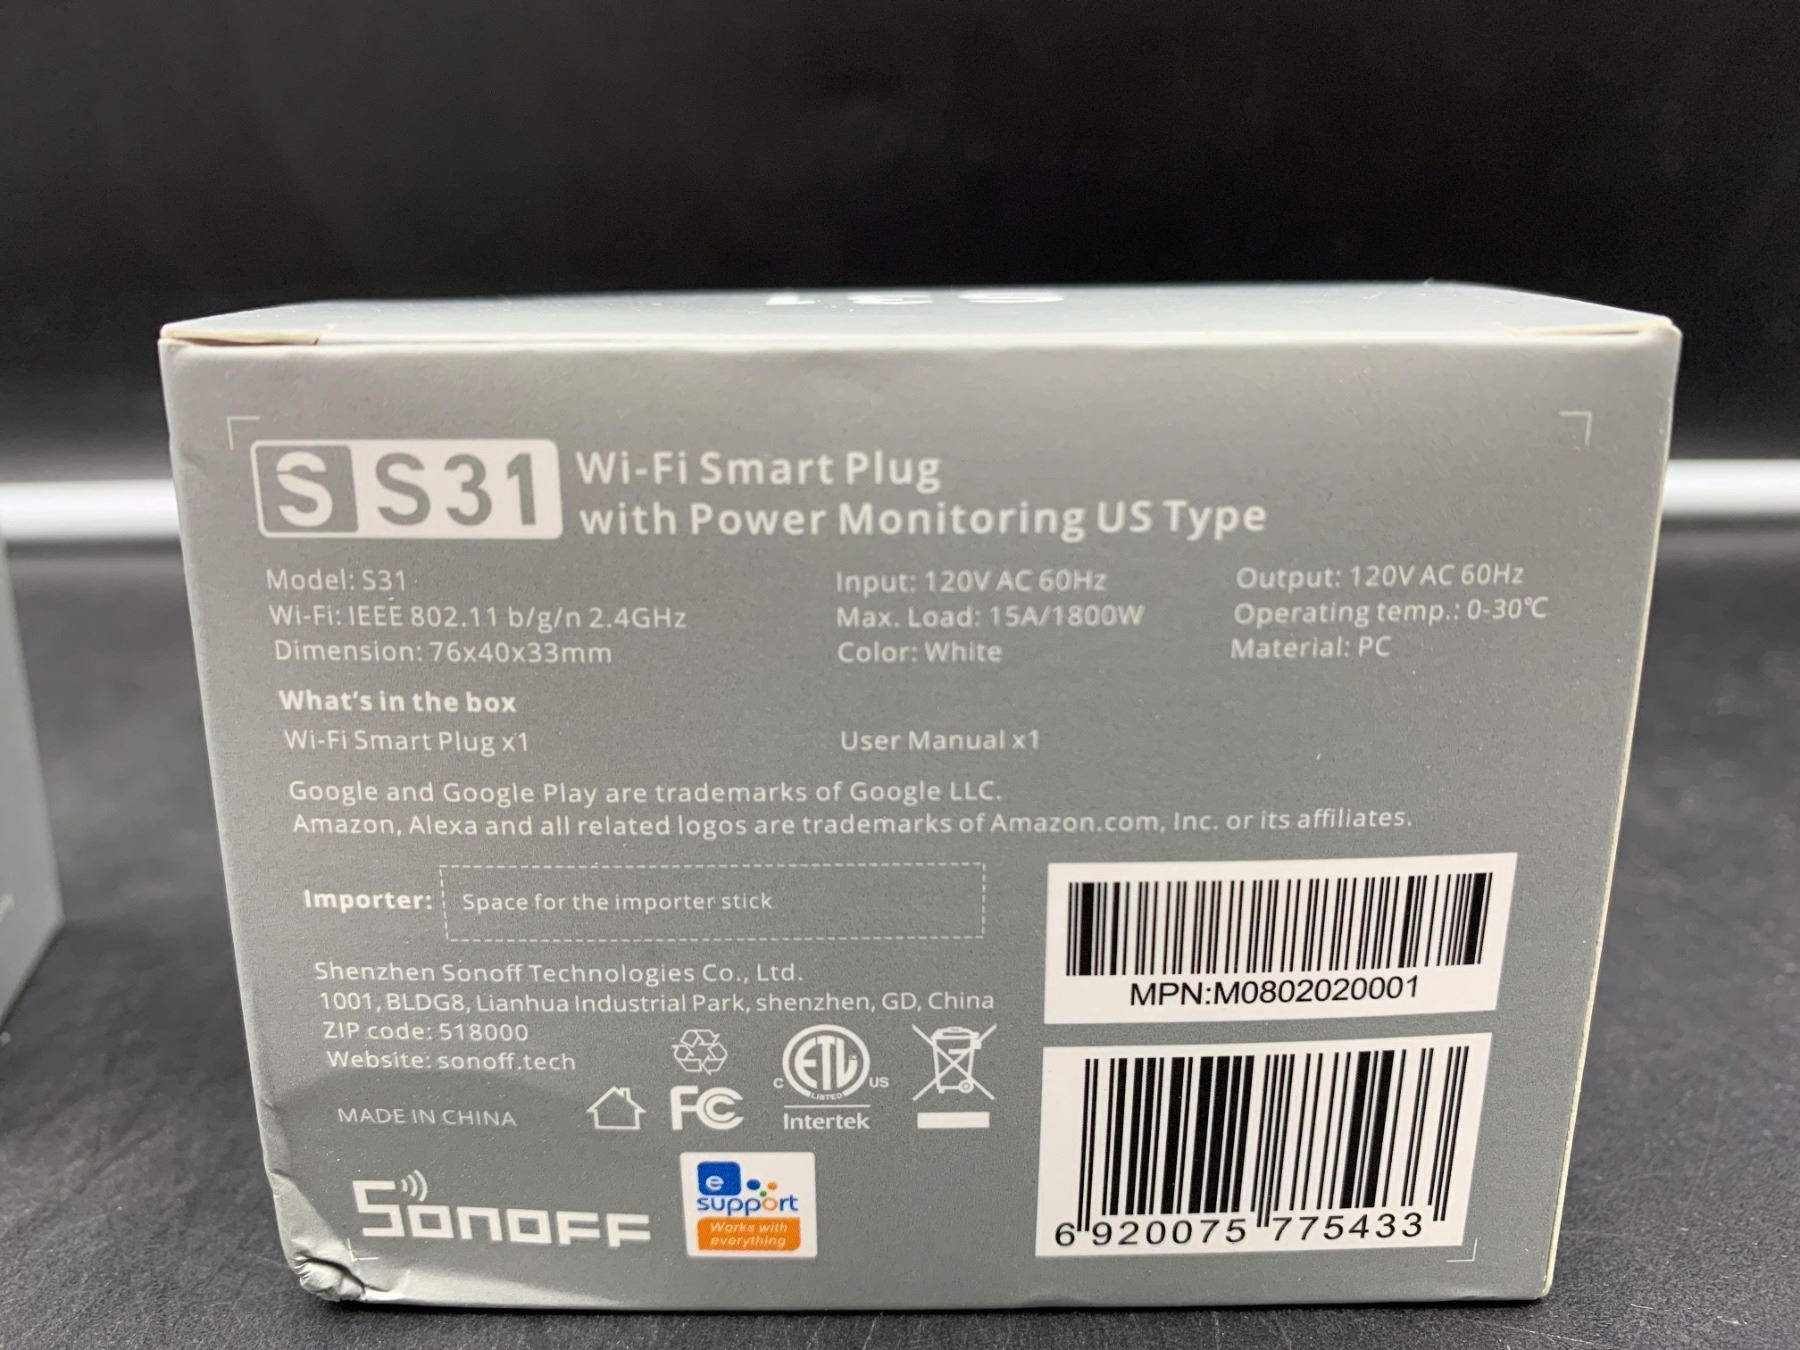 S S31 Wi-Fi Smart Plug
with Power Monitoring US Type
Model: S31
Input: 120V AC 60Hz
Output: 120V AC 60Hz
Wi-Fi: IEEE 802.11 b/g/n 2.4GHz
Max. Load: 15A/1800W
Operating temp.: 0-30℃
Dimension: 76x40x33mm
Color: White
Material: PC
What's in the box
Wi-Fi Smart Plug x1
User Manual x1
Google and Google Play are trademarks of Google LLC.
Amazon, Alexa and all related logos are trademarks of Amazon.com, Inc. or its affiliates.
Importer: Space for the importer stick
Shenzhen Sonoff Technologies Co., Ltd.
1001, BLDG8, Lianhua Industrial Park, shenzhen, GD, China
ZIP code: 518000
Website: sonoff.tech
MADE IN CHINA
FC
c ETL us
LISTED
Intertek
SONOFF
e
support
Works with
everything
MPN:M0802020001
6 920075 775433